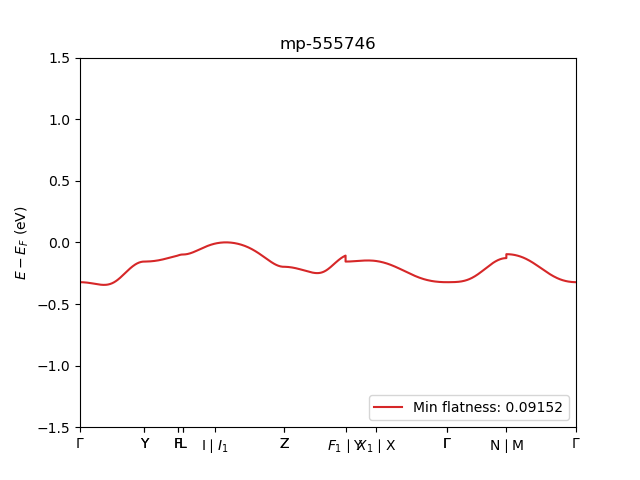 mp-555746
E − E_F (eV)
1.5
1.0
0.5
0.0
−0.5
−1.0
−1.5
Min flatness: 0.09152
Γ Y F L I | I₁ Z F₁ | Y X₁ | X Γ N | M Γ